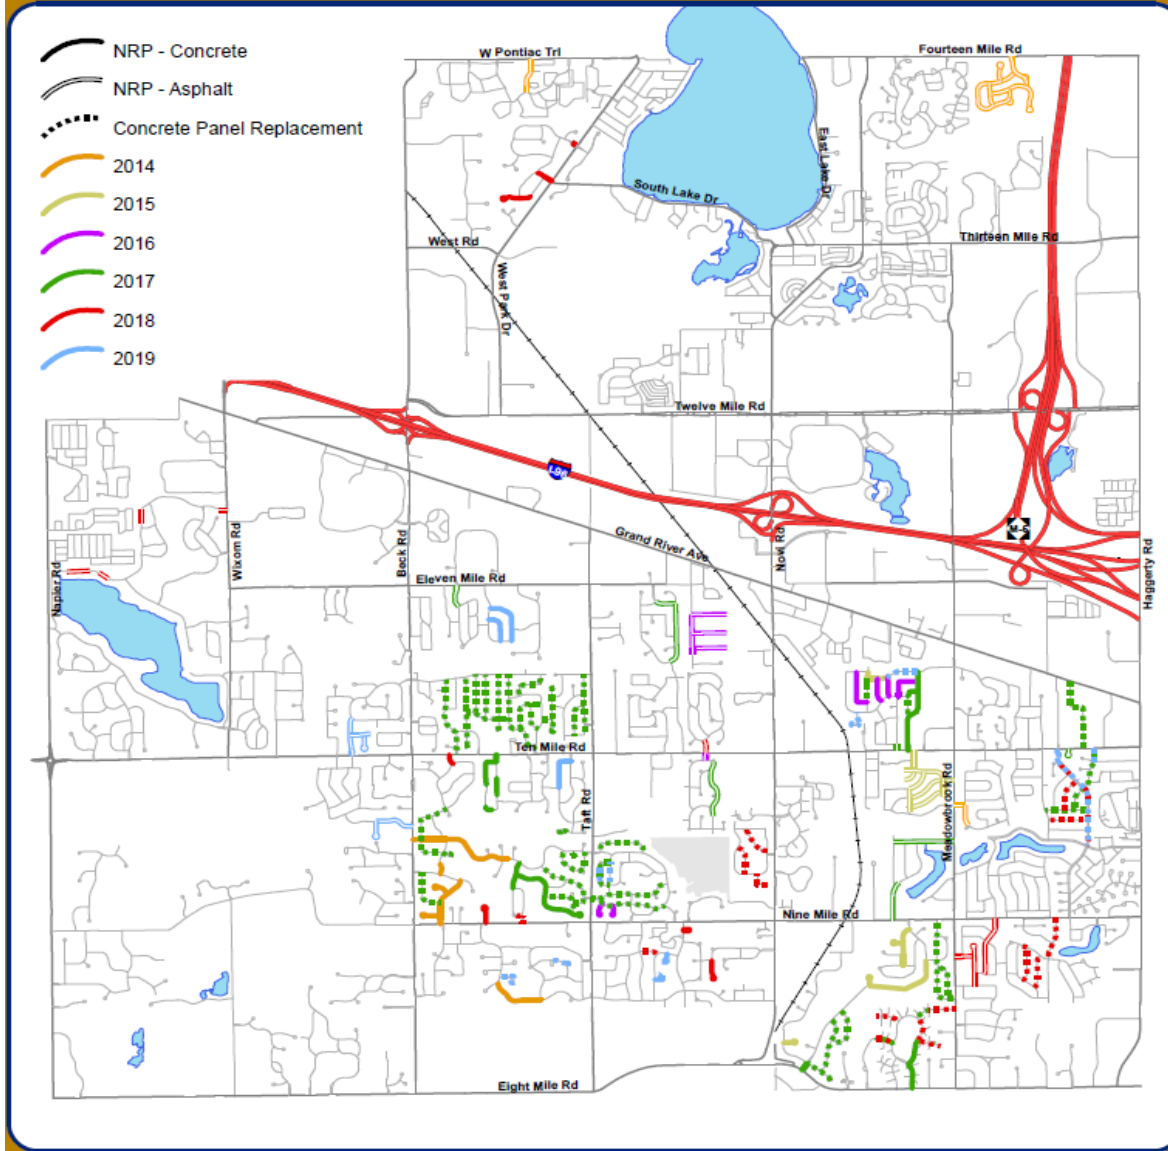 NRP - Concrete
NRP - Asphalt
Concrete Panel Replacement
2014
2015
2016
2017
2018
2019
W Pontiac Trl
Fourteen Mile Rd
East Lake Dr
South Lake Dr
West Rd
Thirteen Mile Rd
West Park Dr
Twelve Mile Rd
I-96
M-5
Grand River Ave
Wixom Rd
Beck Rd
Novi Rd
Haggerty Rd
Napier Rd
Eleven Mile Rd
Ten Mile Rd
Taft Rd
Meadowbrook Rd
Nine Mile Rd
Eight Mile Rd